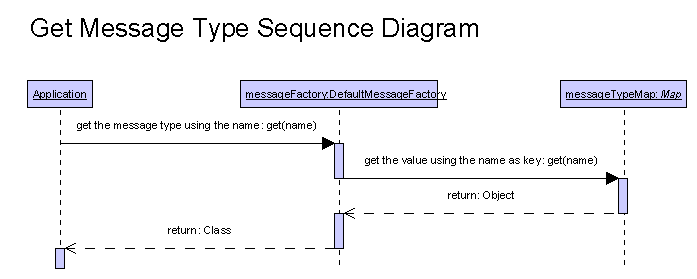 Get Message Type Sequence Diagram
Application
messageFactory:DefaultMessageFactory
messageTypeMap: Map
get the message type using the name: get(name)
get the value using the name as key: get(name)
return: Object
return: Class